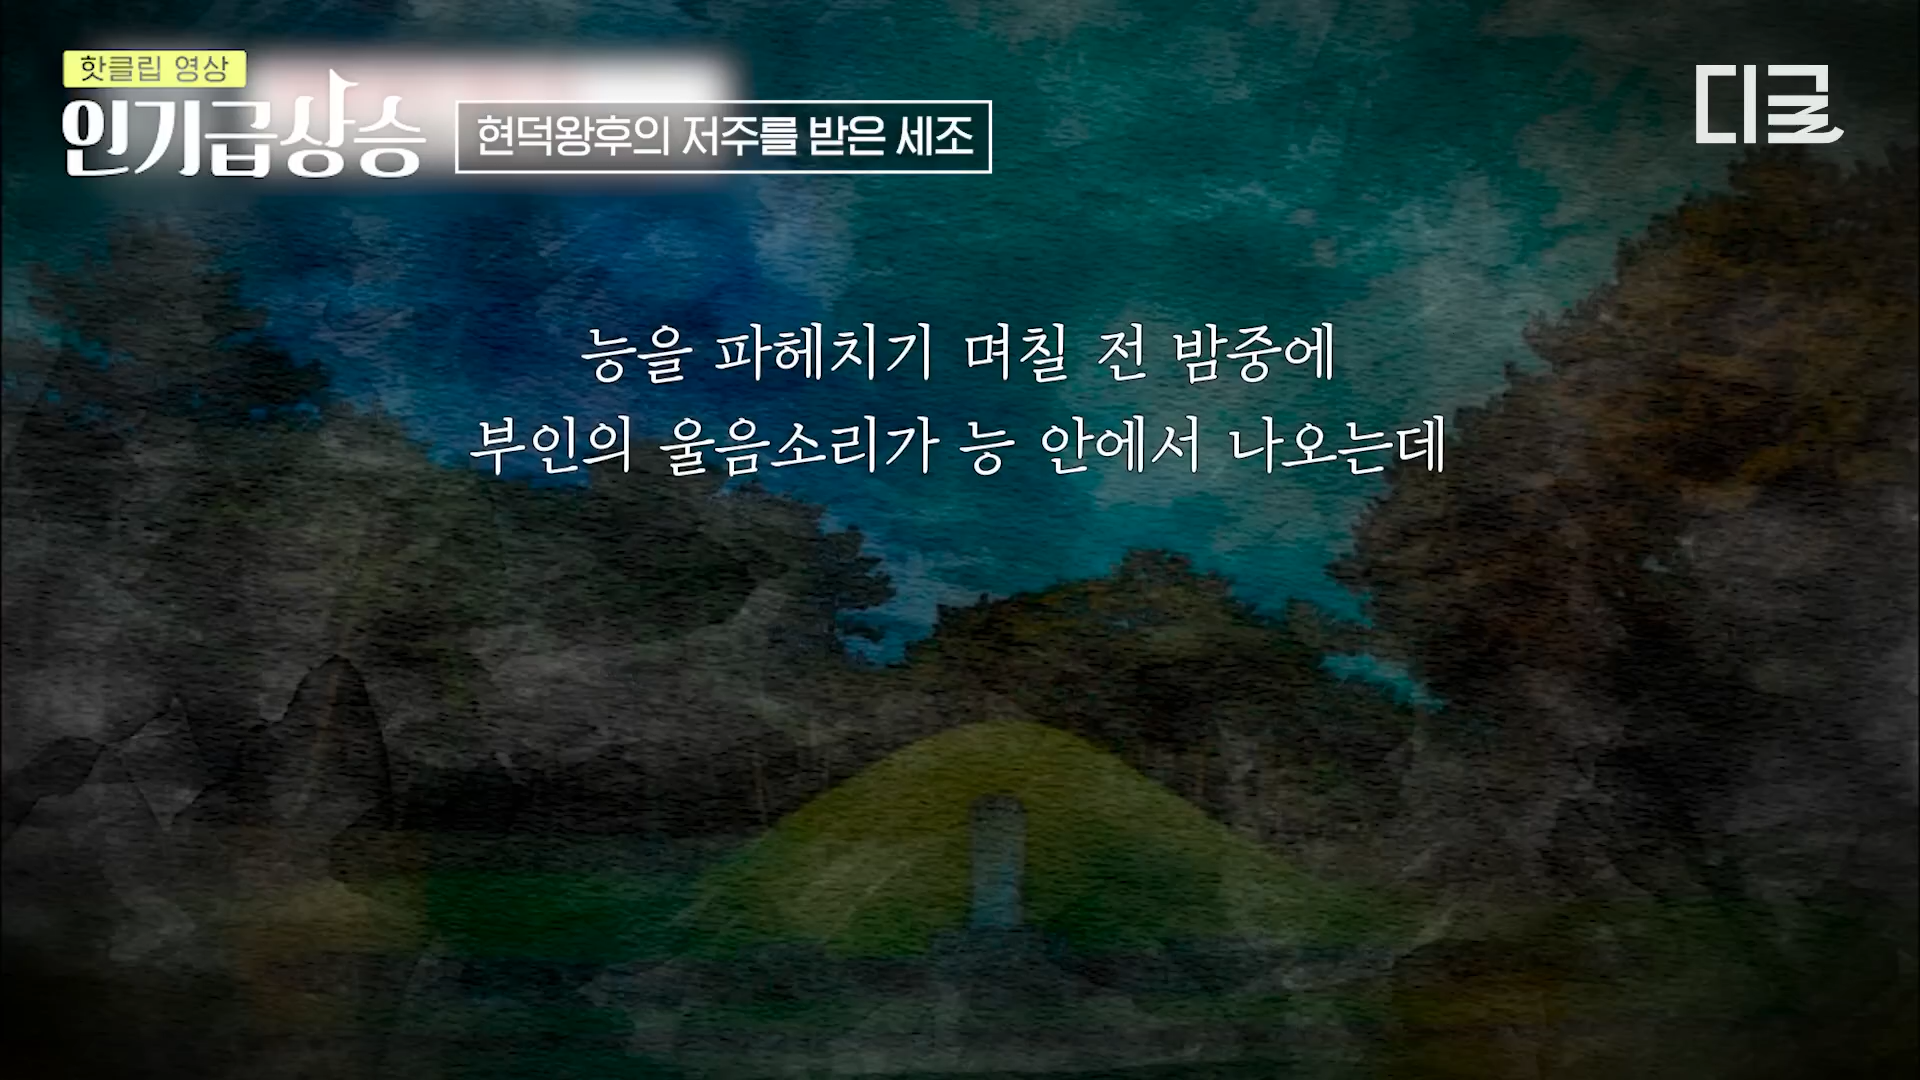 핫클립 영상
인기급상승
현덕왕후의 저주를 받은 세조
디글
능을 파헤치기 며칠 전 밤중에
부인의 울음소리가 능 안에서 나오는데